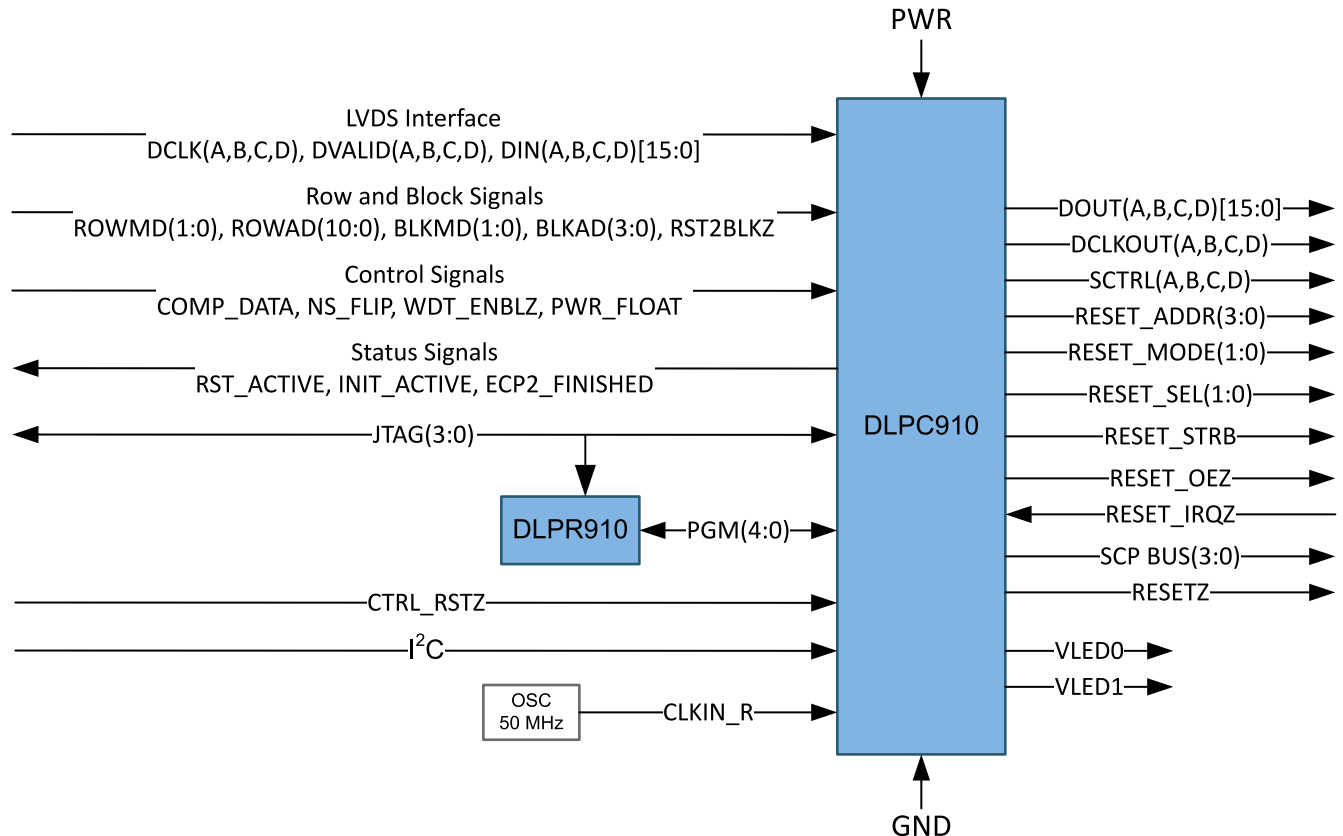 PWR
LVDS Interface
DCLK(A,B,C,D), DVALID(A,B,C,D), DIN(A,B,C,D)[15:0]
Row and Block Signals
ROWMD(1:0), ROWAD(10:0), BLKMD(1:0), BLKAD(3:0), RST2BLKZ
Control Signals
COMP_DATA, NS_FLIP, WDT_ENBLZ, PWR_FLOAT
Status Signals
RST_ACTIVE, INIT_ACTIVE, ECP2_FINISHED
JTAG(3:0)
DLPR910
PGM(4:0)
CTRL_RSTZ
I²C
OSC
50 MHz
CLKIN_R
DLPC910
DOUT(A,B,C,D)[15:0]
DCLKOUT(A,B,C,D)
SCTRL(A,B,C,D)
RESET_ADDR(3:0)
RESET_MODE(1:0)
RESET_SEL(1:0)
RESET_STRB
RESET_OEZ
RESET_IRQZ
SCP BUS(3:0)
RESETZ
VLED0
VLED1
GND